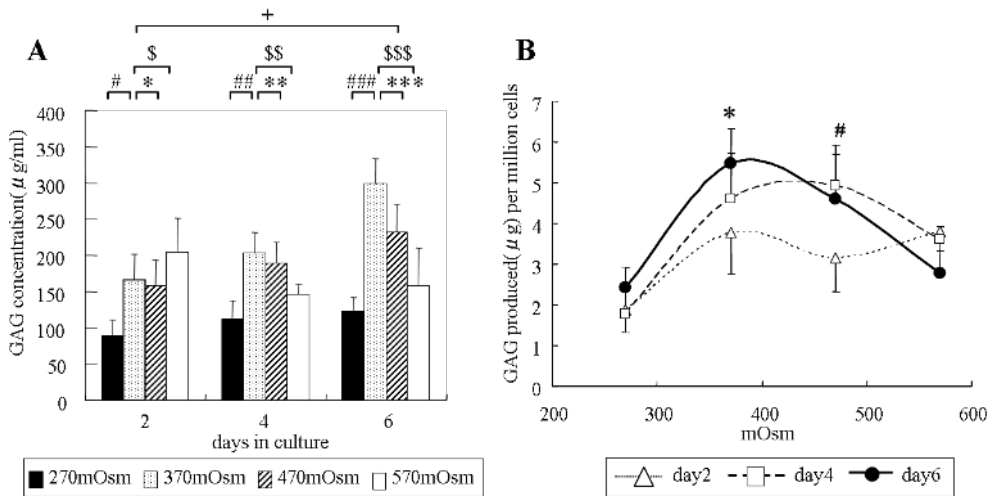 A
+
$
$$
$$$
#
*
##
**
###
***
GAG concentration(μg/ml)
400
350
300
250
200
150
100
50
0
2
4
6
days in culture
270mOsm
370mOsm
470mOsm
570mOsm
B
GAG produced(μg) per million cells
7
6
5
4
3
2
1
0
*
#
200
300
400
500
600
mOsm
day2
day4
day6